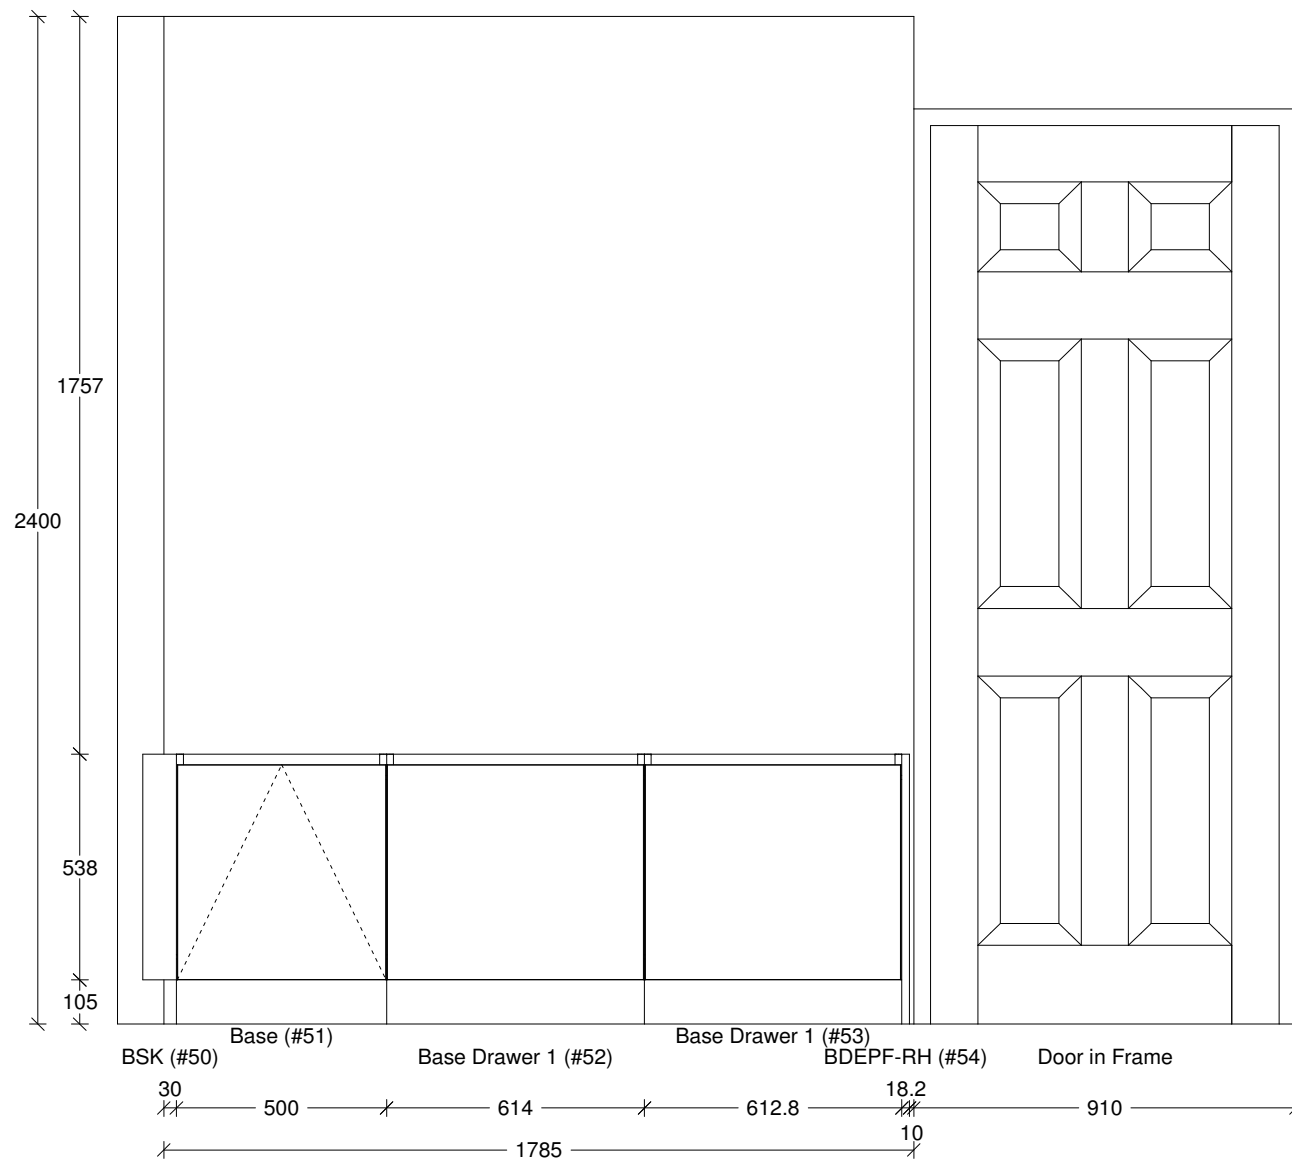 1757
2400
538
105
Base (#51)
Base Drawer 1 (#53)
BSK (#50)
Base Drawer 1 (#52)
BDEPF-RH (#54)
Door in Frame
30
18.2
500
614
612.8
910
10
1785